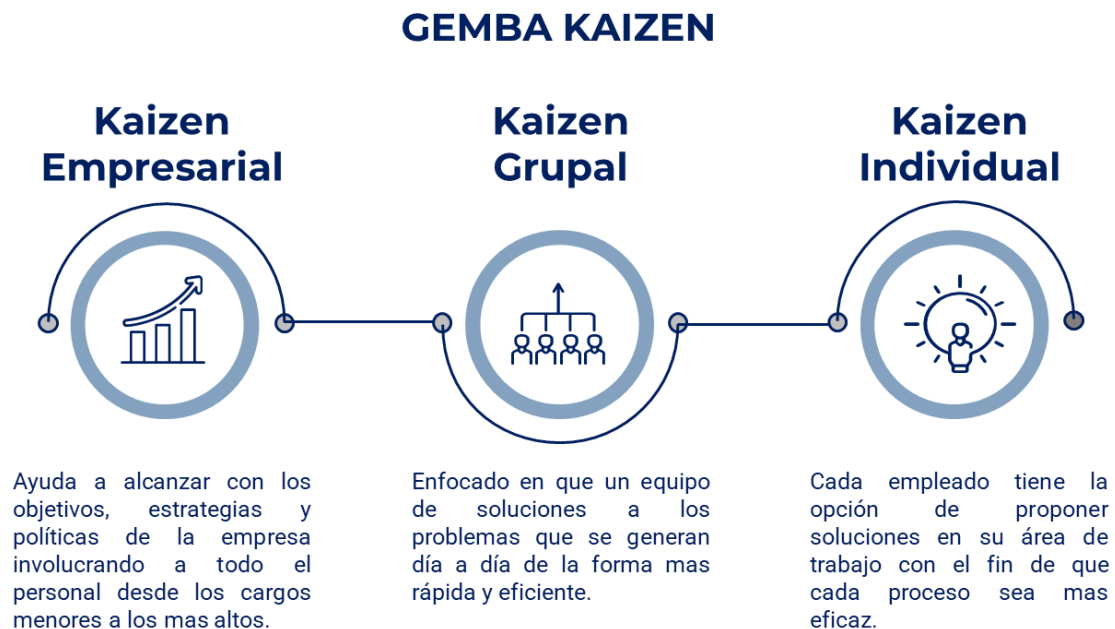 GEMBA KAIZEN
Kaizen
Empresarial
Ayuda a alcanzar con los
objetivos, estrategias y
políticas de la empresa
involucrando a todo el
personal desde los cargos
menores a los mas altos.
Kaizen
Grupal
Enfocado en que un equipo
de soluciones a los
problemas que se generan
día a día de la forma mas
rápida y eficiente.
Kaizen
Individual
Cada empleado tiene la
opción de proponer
soluciones en su área de
trabajo con el fin de que
cada proceso sea mas
eficaz.